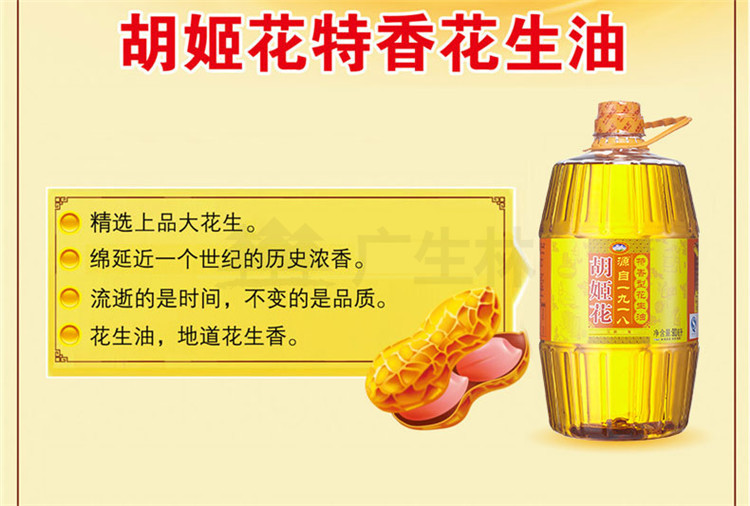 胡姬花特香花生油
精选上品大花生。
绵延近一个世纪的历史浓香。
流逝的是时间，不变的是品质。
花生油，地道花生香。
广生林
特香型花生油
源自一九一八
胡姬花